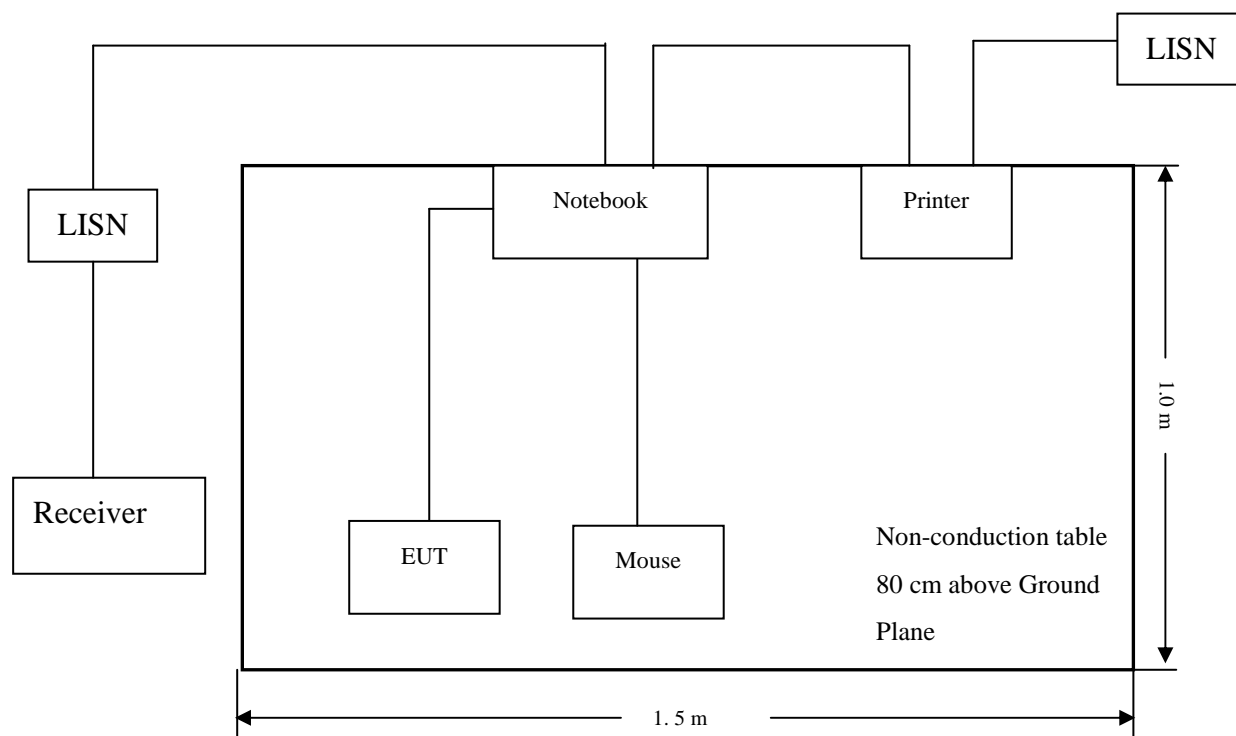 LISN
LISN
Notebook
Printer
1.0 m
Receiver
EUT
Mouse
Non-conduction table
80 cm above Ground
Plane
1. 5 m